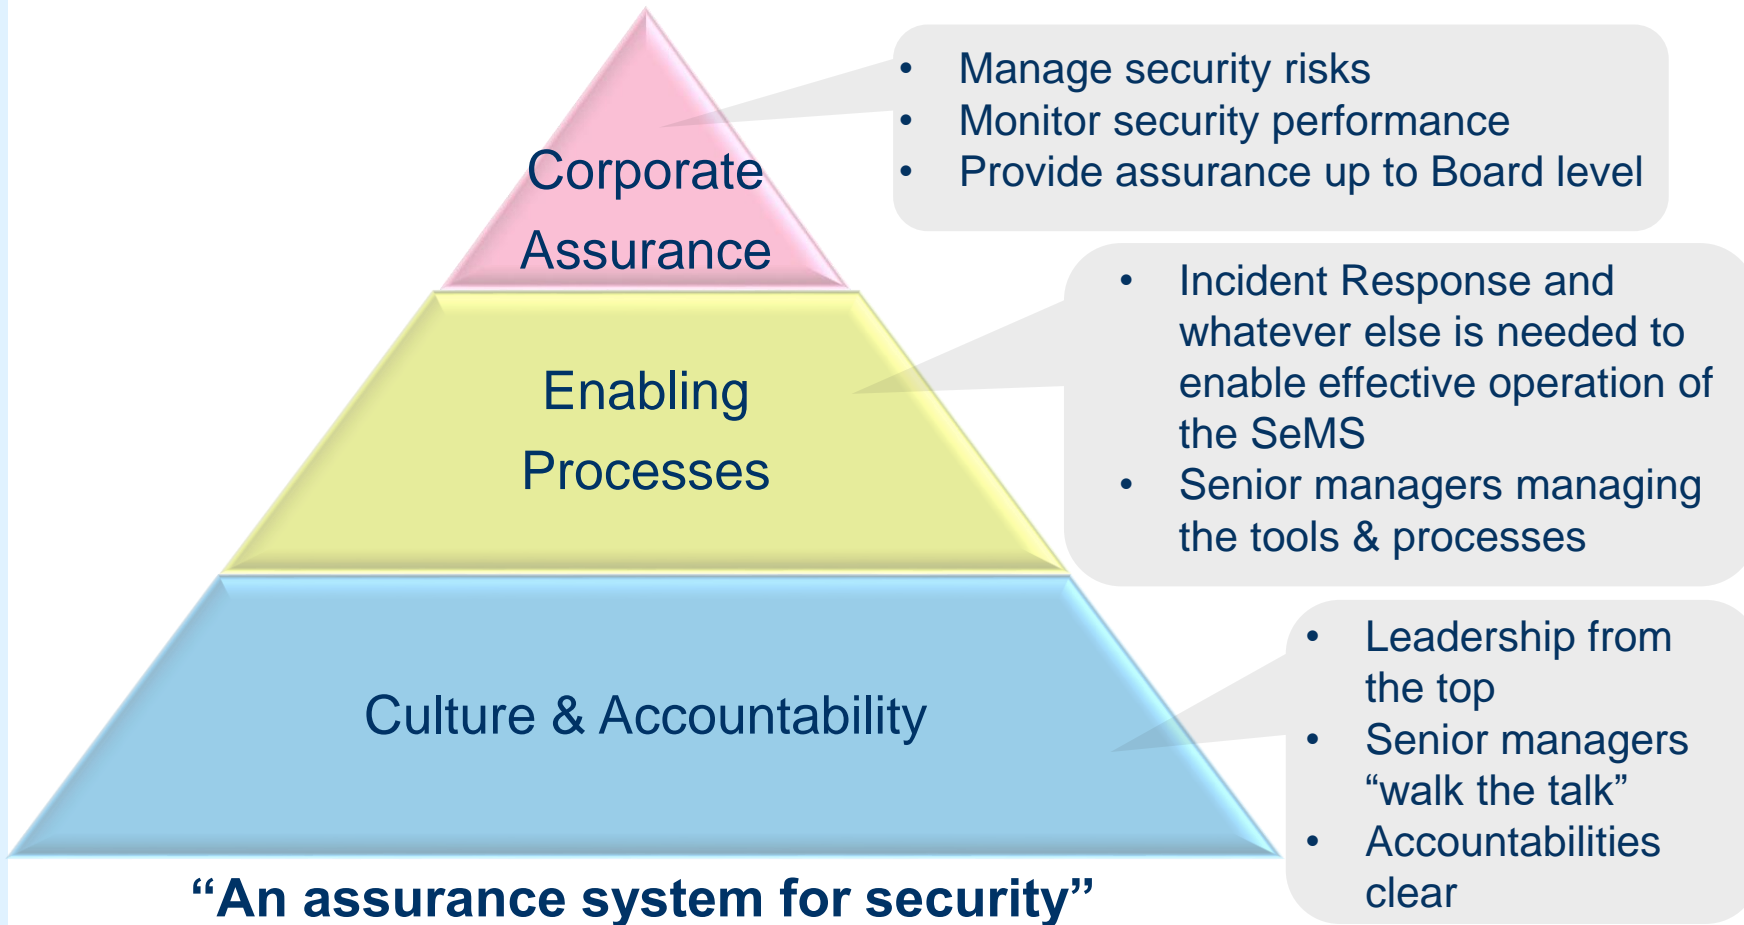 Corporate
Assurance
• Manage security risks
• Monitor security performance
• Provide assurance up to Board level
Enabling
Processes
• Incident Response and
whatever else is needed to
enable effective operation of
the SeMS
• Senior managers managing
the tools & processes
Culture & Accountability
• Leadership from
the top
• Senior managers
“walk the talk”
• Accountabilities
clear
“An assurance system for security”